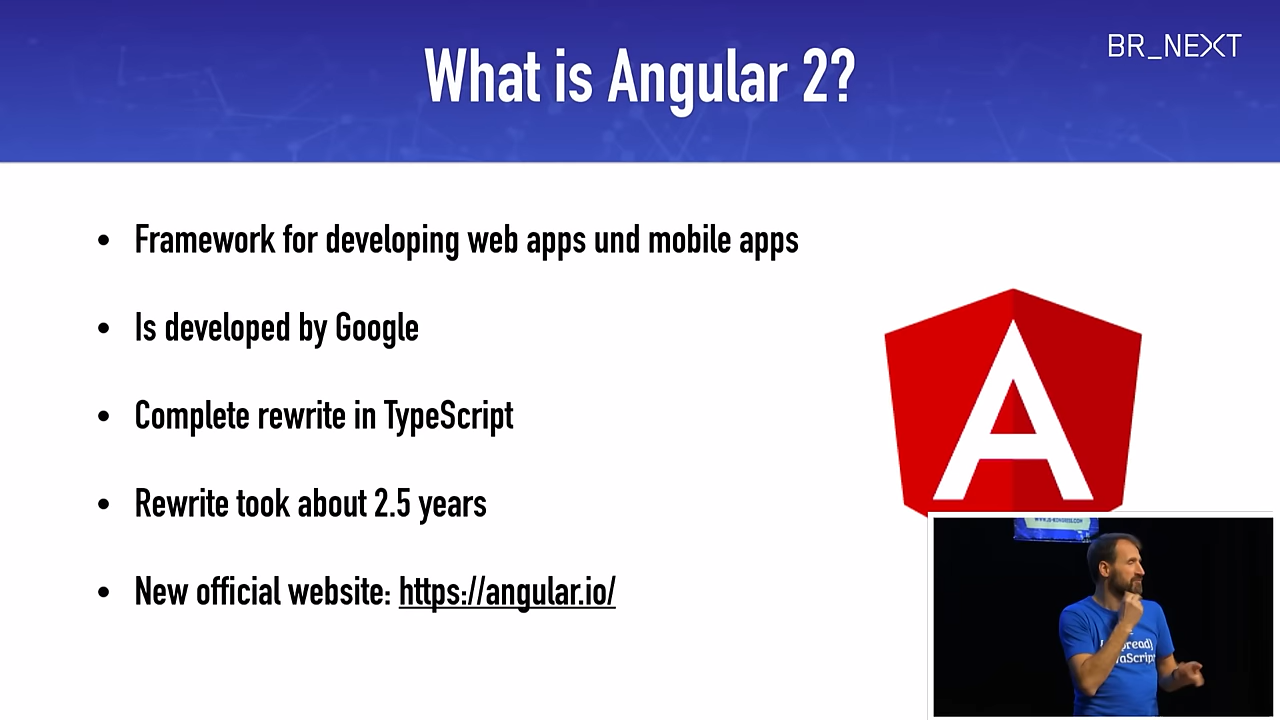 BR_NEXT
What is Angular 2?
• Framework for developing web apps und mobile apps
• Is developed by Google
• Complete rewrite in TypeScript
• Rewrite took about 2.5 years
• New official website: https://angular.io/
A